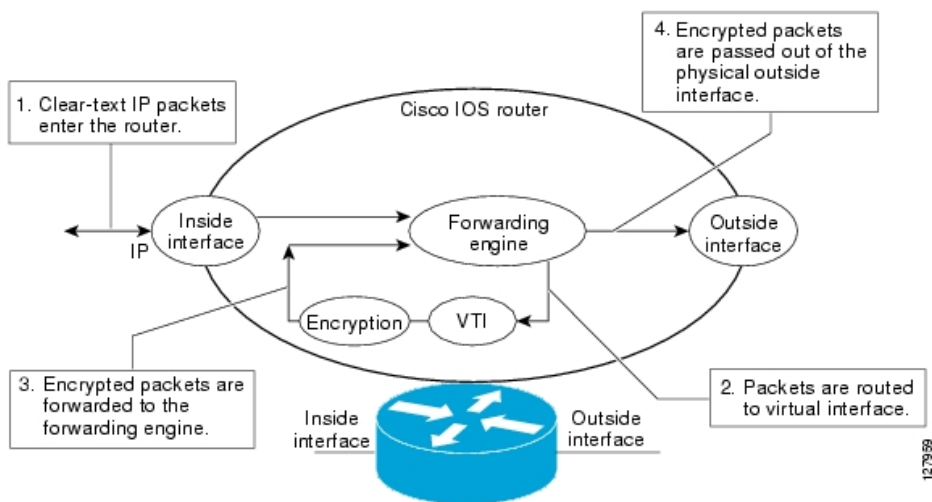 4. Encrypted packets
are passed out of the
physical outside
interface.
1. Clear-text IP packets
enter the router.
Cisco IOS router
Inside
interface
Forwarding
engine
Outside
interface
IP
Encryption
VTI
3. Encrypted packets are
forwarded to the
forwarding engine.
2. Packets are routed
to virtual interface.
Inside
interface
Outside
interface
127959